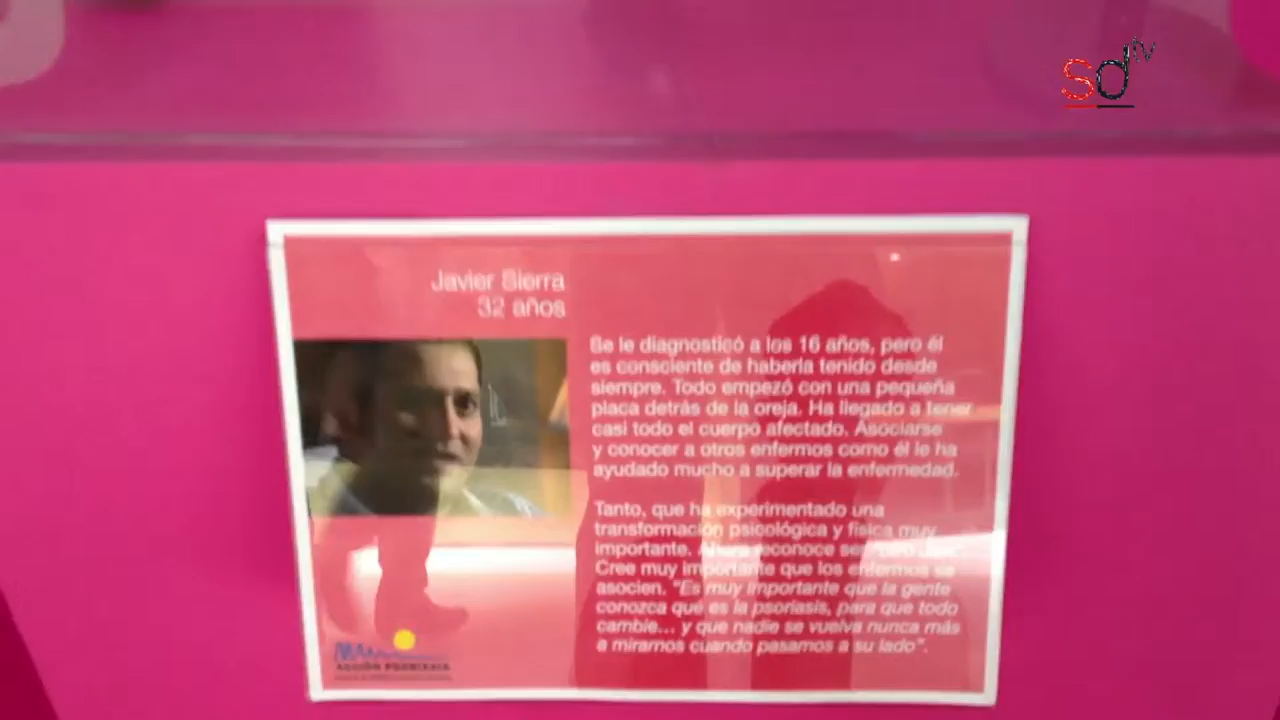 sd tv
Javier Sierra
32 años
Se le diagnosticó a los 16 años, pero él
es consciente de haberla tenido desde
siempre. Todo empezó con una pequeña
placa detrás de la oreja. Ha llegado a tener
casi todo el cuerpo afectado. Asociarse
y conocer a otros enfermos como él le ha
ayudado mucho a superar la enfermedad.
Tanto, que ha experimentado una
transformación psicológica y física muy
importante. Ahora reconoce ser
Cree muy importante que los enfermos se
asocien. "Es muy importante que la gente
conozca qué es la psoriasis, para que todo
cambie... y que nadie se vuelva nunca más
a mirarnos cuando pasamos a su lado".
ACCIÓN PSORIASIS